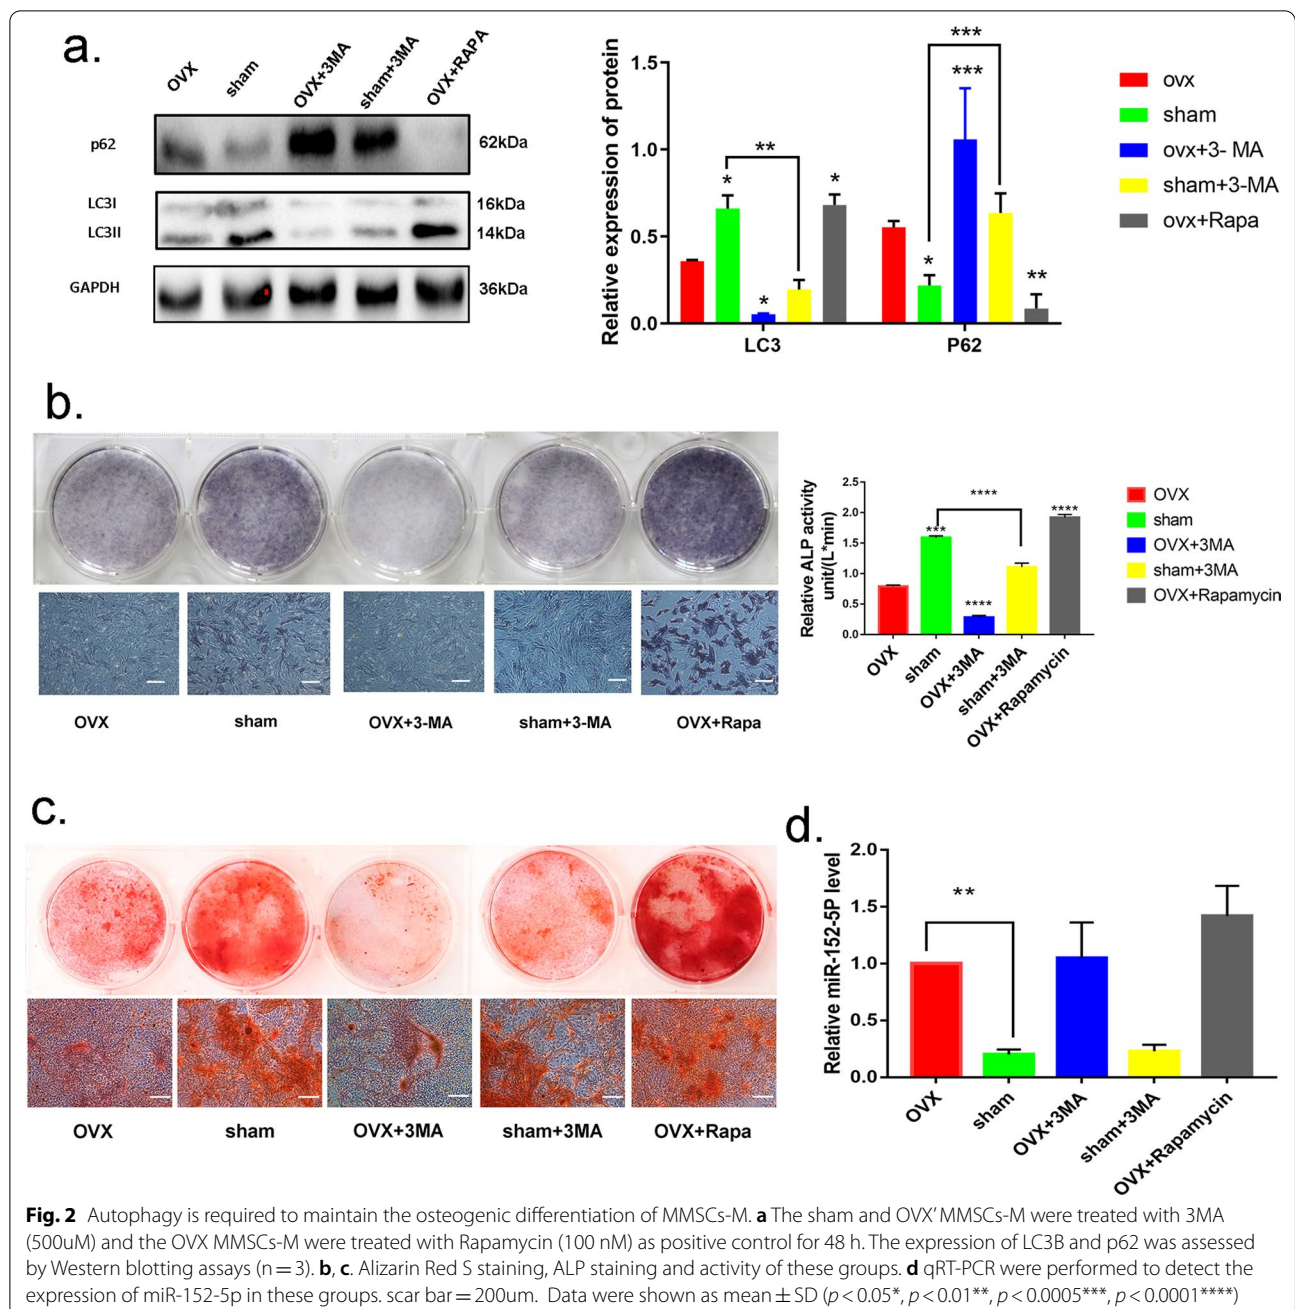 a.
OVX sham OVX+3MA sham+3MA OVX+RAPA
p62 62kDa
LC3I 16kDa
LC3II 14kDa
GAPDH 36kDa
Relative expression of protein
1.5
1.0
0.5
0.0
* ** * * *
* *** *** **
LC3 P62
ovx
sham
ovx+3- MA
sham+3-MA
ovx+Rapa
b.
OVX sham OVX+3-MA sham+3-MA OVX+Rapa
Relative ALP activity
unit/(L*min)
2.5
2.0
1.5
1.0
0.5
0.0
*** **** **** ****
OVX sham OVX+3MA sham+3MA OVX+Rapamycin
OVX
sham
OVX+3MA
sham+3MA
OVX+Rapamycin
c.
OVX sham OVX+3MA sham+3MA OVX+Rapa
d.
Relative miR-152-5P level
2.0
1.5
1.0
0.5
0.0
**
OVX sham OVX+3MA sham+3MA OVX+Rapamycin
Fig. 2 Autophagy is required to maintain the osteogenic differentiation of MMSCs-M. a The sham and OVX’ MMSCs-M were treated with 3MA
(500uM) and the OVX MMSCs-M were treated with Rapamycin (100 nM) as positive control for 48 h. The expression of LC3B and p62 was assessed
by Western blotting assays (n = 3). b, c. Alizarin Red S staining, ALP staining and activity of these groups. d qRT-PCR were performed to detect the
expression of miR-152-5p in these groups. scar bar = 200um. Data were shown as mean ± SD (p < 0.05*, p < 0.01**, p < 0.0005***, p < 0.0001****)